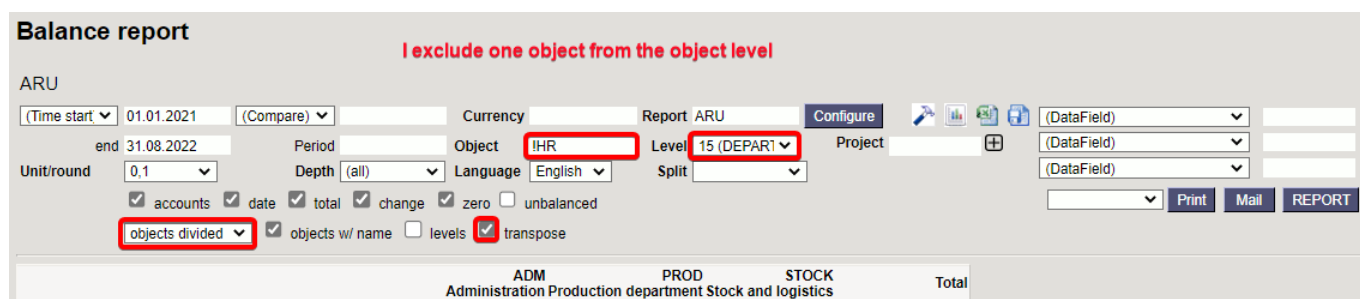 Balance report
I exclude one object from the object level
ARU
(Time start) 01.01.2021 (Compare) Currency Report ARU Configure (DataField)
end 31.08.2022 Period Object !HR Level 15 (DEPART Project (DataField)
Unit/round 0,1 Depth (all) Language English Split (DataField)
accounts date total change zero unbalanced Print Mail REPORT
objects divided objects w/ name levels transpose
ADM PROD STOCK Total
Administration Production department Stock and logistics